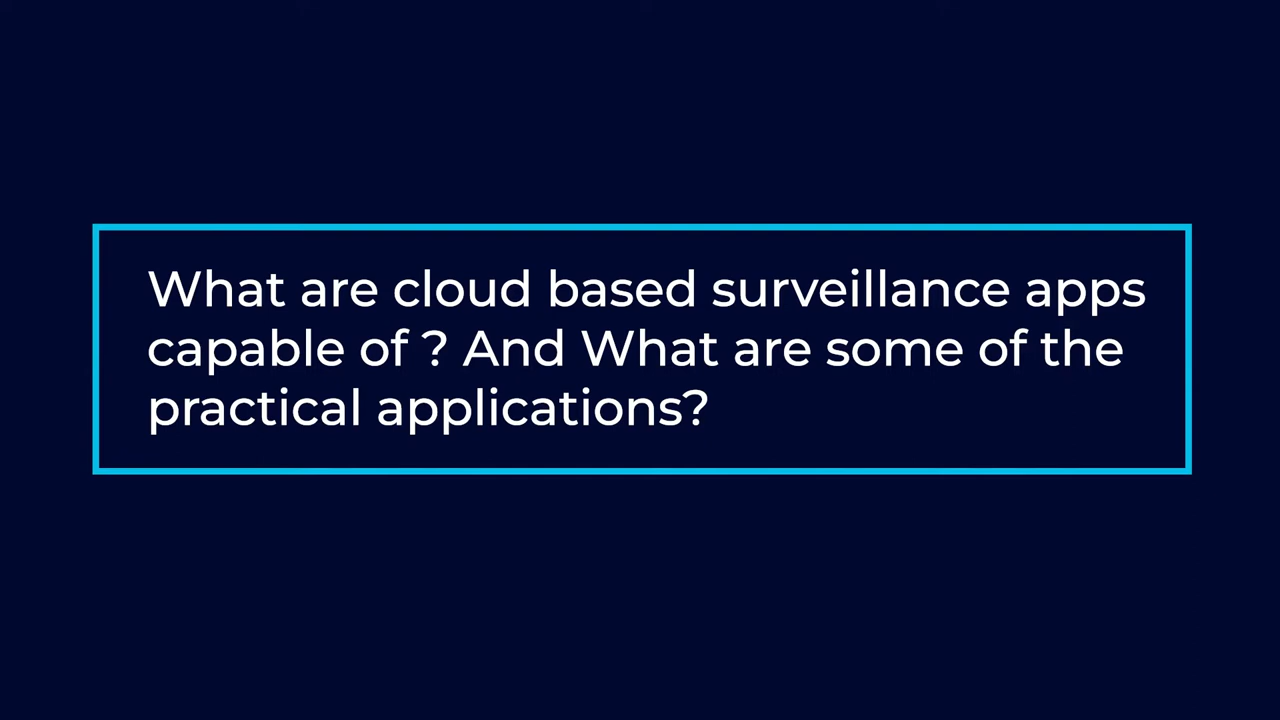 What are cloud based surveillance apps
capable of ? And What are some of the
practical applications?